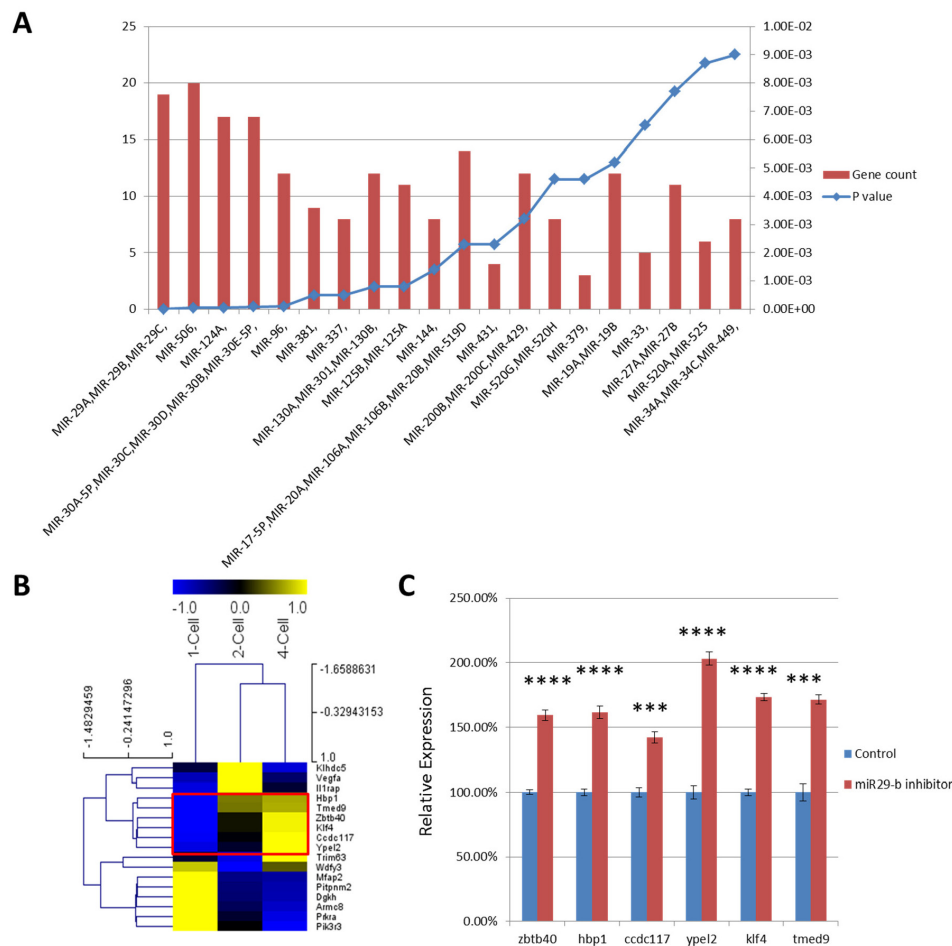 A
25
20
15
10
5
0
1.00E-02
9.00E-03
8.00E-03
7.00E-03
6.00E-03
5.00E-03
4.00E-03
3.00E-03
2.00E-03
1.00E-03
0.00E+00
Gene count
P value
MIR-29A,MIR-29B,MIR-29C,
MIR-506,
MIR-124A,
MIR-30A-5P,MIR-30C,MIR-30D,MIR-30B,MIR-30E-5P,
MIR-96,
MIR-381,
MIR-337,
MIR-130A,MIR-301,MIR-130B,
MIR-125B,MIR-125A
MIR-144,
MIR-17-5P,MIR-20A,MIR-106A,MIR-106B,MIR-20B,MIR-519D
MIR-431,
MIR-200B,MIR-200C,MIR-429,
MIR-520G,MIR-520H
MIR-379,
MIR-19A,MIR-19B
MIR-33,
MIR-27A,MIR-27B
MIR-520A,MIR-525
MIR-34A,MIR-34C,MIR-449,
B
-1.0 0.0 1.0
1-Cell
2-Cell
4-Cell
-1.6588631
-0.32943153
1.0
-1.4829459
-0.24147296
1.0
Klhdc5
Vegfa
Il1rap
Hbp1
Tmed9
Zbtb40
Klf4
Ccdc117
Ypel2
Trim63
Wdfy3
Mfap2
Pitpnm2
Dgkh
Armc8
Prkra
Pik3r3
C
Relative Expression
250.00%
200.00%
150.00%
100.00%
50.00%
0.00%
****
****
***
****
****
***
zbtb40 hbp1 ccdc117 ypel2 klf4 tmed9
Control
miR29-b inhibitor